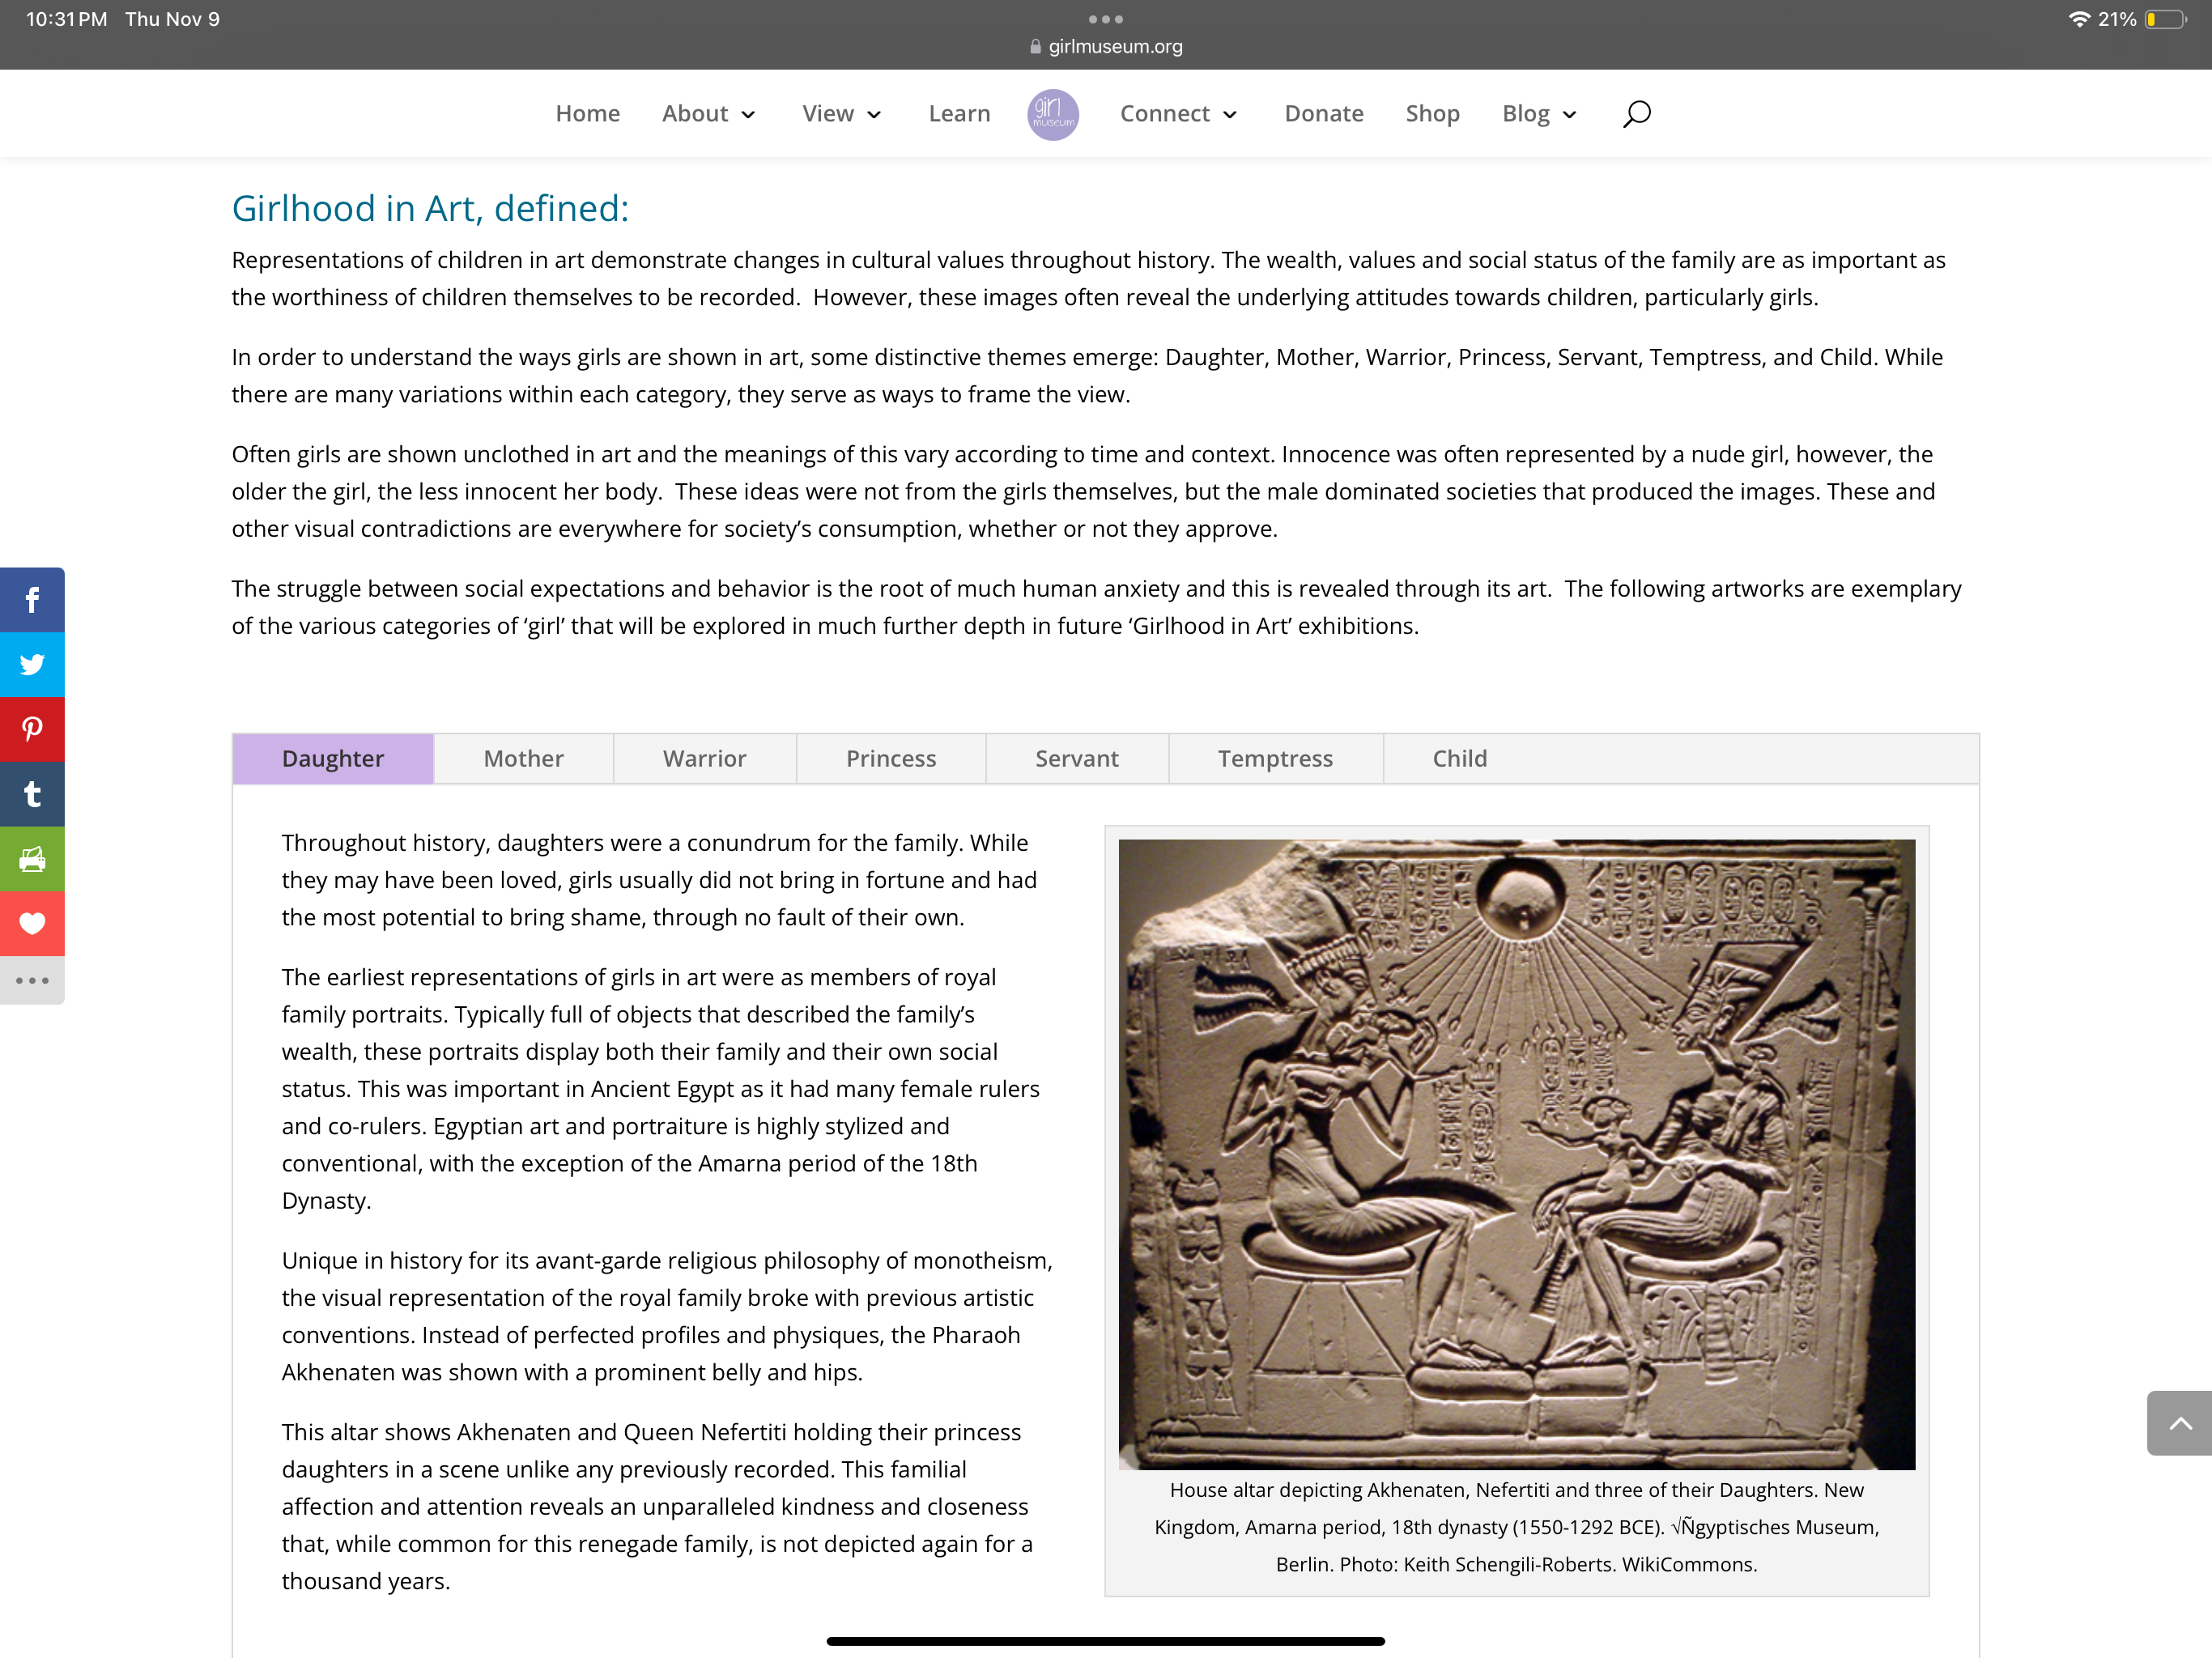 10:31 PM Thu Nov 9
21%
girlmuseum.org
Home About View Learn girl museum Connect Donate Shop Blog
Girlhood in Art, defined:
Representations of children in art demonstrate changes in cultural values throughout history. The wealth, values and social status of the family are as important as
the worthiness of children themselves to be recorded.  However, these images often reveal the underlying attitudes towards children, particularly girls.
In order to understand the ways girls are shown in art, some distinctive themes emerge: Daughter, Mother, Warrior, Princess, Servant, Temptress, and Child. While
there are many variations within each category, they serve as ways to frame the view.
Often girls are shown unclothed in art and the meanings of this vary according to time and context. Innocence was often represented by a nude girl, however, the
older the girl, the less innocent her body.  These ideas were not from the girls themselves, but the male dominated societies that produced the images. These and
other visual contradictions are everywhere for society’s consumption, whether or not they approve.
The struggle between social expectations and behavior is the root of much human anxiety and this is revealed through its art.  The following artworks are exemplary
of the various categories of ‘girl’ that will be explored in much further depth in future ‘Girlhood in Art’ exhibitions.
Daughter Mother Warrior Princess Servant Temptress Child
Throughout history, daughters were a conundrum for the family. While
they may have been loved, girls usually did not bring in fortune and had
the most potential to bring shame, through no fault of their own.
The earliest representations of girls in art were as members of royal
family portraits. Typically full of objects that described the family’s
wealth, these portraits display both their family and their own social
status. This was important in Ancient Egypt as it had many female rulers
and co-rulers. Egyptian art and portraiture is highly stylized and
conventional, with the exception of the Amarna period of the 18th
Dynasty.
Unique in history for its avant-garde religious philosophy of monotheism,
the visual representation of the royal family broke with previous artistic
conventions. Instead of perfected profiles and physiques, the Pharaoh
Akhenaten was shown with a prominent belly and hips.
This altar shows Akhenaten and Queen Nefertiti holding their princess
daughters in a scene unlike any previously recorded. This familial
affection and attention reveals an unparalleled kindness and closeness
that, while common for this renegade family, is not depicted again for a
thousand years.
House altar depicting Akhenaten, Nefertiti and three of their Daughters. New
Kingdom, Amarna period, 18th dynasty (1550-1292 BCE). √Ñgyptisches Museum,
Berlin. Photo: Keith Schengili-Roberts. WikiCommons.